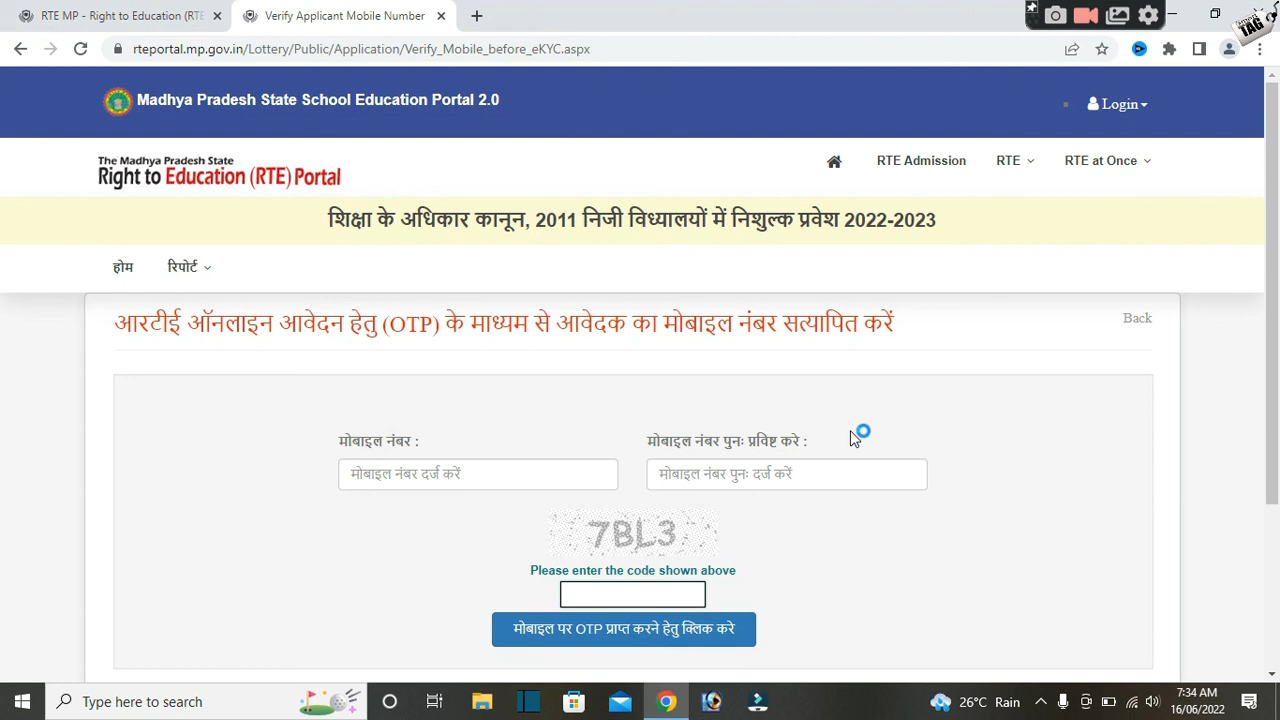 RTE MP - Right to Education (RTE
Verify Applicant Mobile Number
TAG
rteportal.mp.gov.in/Lottery/Public/Application/Verify_Mobile_before_eKYC.aspx
Madhya Pradesh State School Education Portal 2.0
Login
The Madhya Pradesh State
Right to Education (RTE) Portal
RTE Admission RTE RTE at Once
शिक्षा के अधिकार कानून, 2011 निजी विध्यालयों में निशुल्क प्रवेश 2022-2023
होम रिपोर्ट
आरटीई ऑनलाइन आवेदन हेतु (OTP) के माध्यम से आवेदक का मोबाइल नंबर सत्यापित करें
Back
मोबाइल नंबर : मोबाइल नंबर पुनः प्रविष्ट करे :
मोबाइल नंबर दर्ज करें मोबाइल नंबर पुनः दर्ज करें
7BL3
Please enter the code shown above
मोबाइल पर OTP प्राप्त करने हेतु क्लिक करे
Type here to search
26°C Rain
7:34 AM
16/06/2022